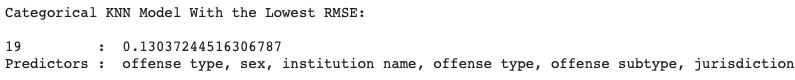 Categorical KNN Model With the Lowest RMSE:
19 : 0.13037244516306787
Predictors : offense type, sex, institution name, offense type, offense subtype, jurisdiction